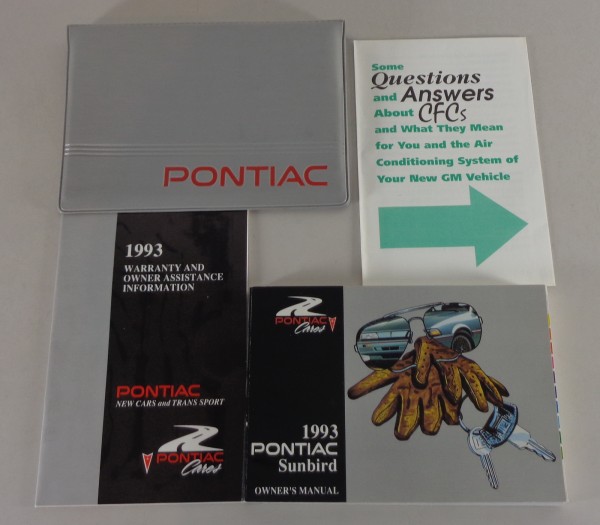 PONTIAC
Some
Questions
and Answers
About CFCs
and What They Mean
for You and the Air
Conditioning System of
Your New GM Vehicle
1993
WARRANTY AND
OWNER ASSISTANCE
INFORMATION
PONTIAC
NEW CARS and TRANS SPORT
PONTIAC
Cares
PONTIAC
Cares
1993
PONTIAC
Sunbird
OWNER'S MANUAL